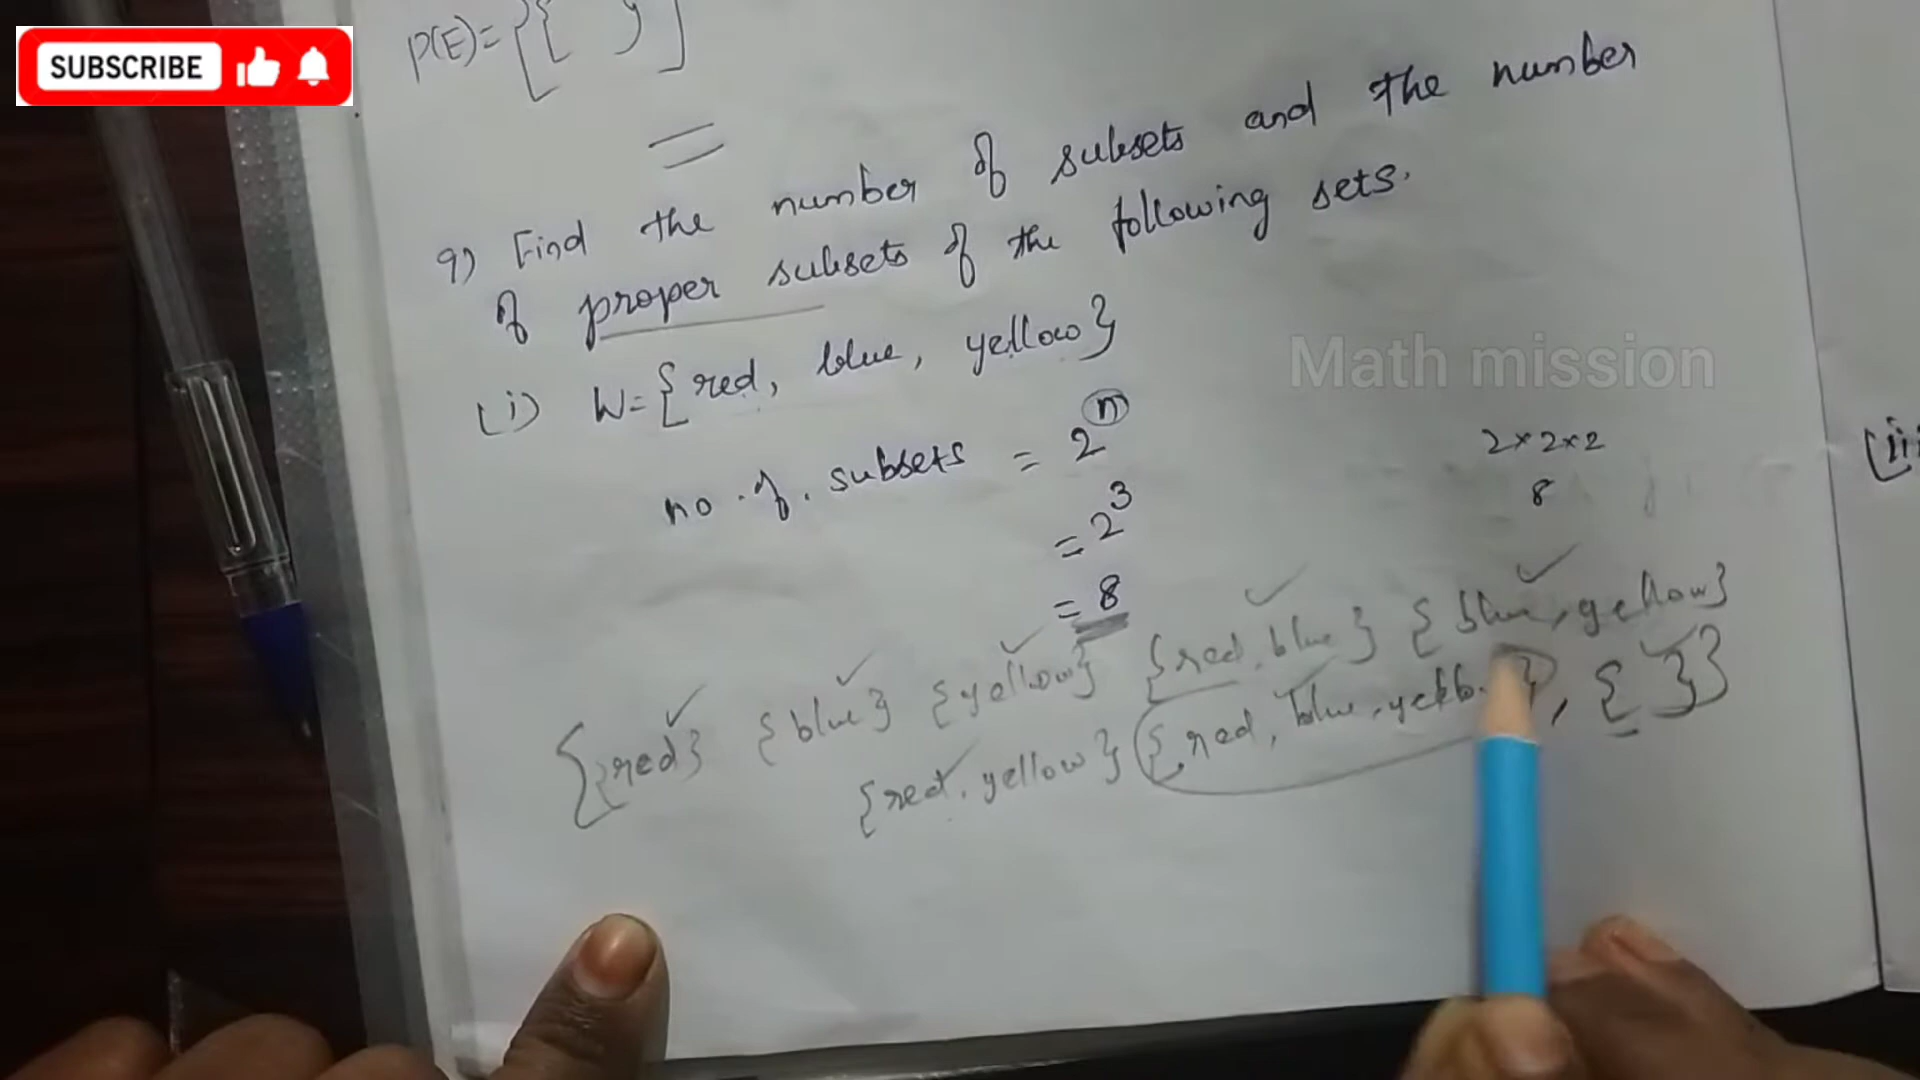 SUBSCRIBE
P(E)={{ }}
9) Find the number of subsets and the number
of proper subsets of the following sets.
(i) W={red, blue, yellow}
Math mission
no.of. subsets = 2^n
= 2^3
= 8
2×2×2
8
(ii
{{red} {blue} {yellow} {red, blue} {blue, yellow}
{red, yellow} {red, blue, yello }, { }}